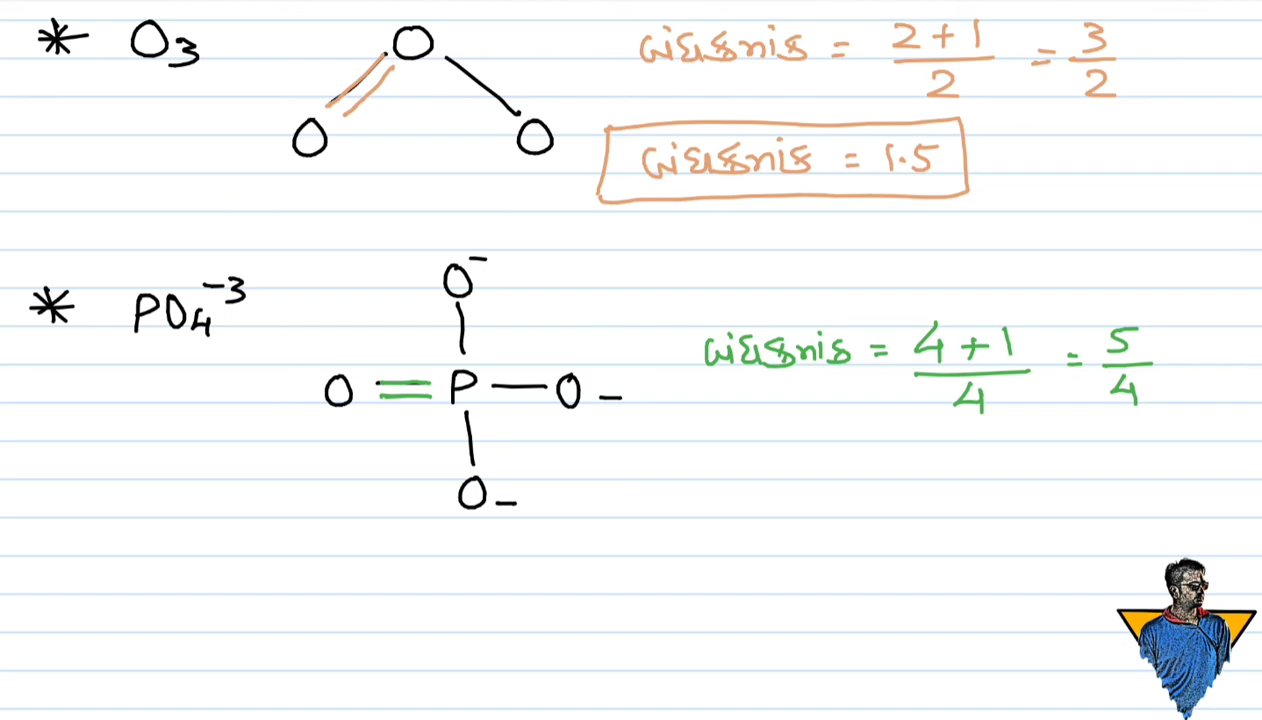 * O₃
O
O O
બંધક્રમાંક = 2+1/2 = 3/2
બંધક્રમાંક = 1.5
* PO₄⁻³
O⁻
O = P — O –
O –
બંધક્રમાંક = 4+1/4 = 5/4